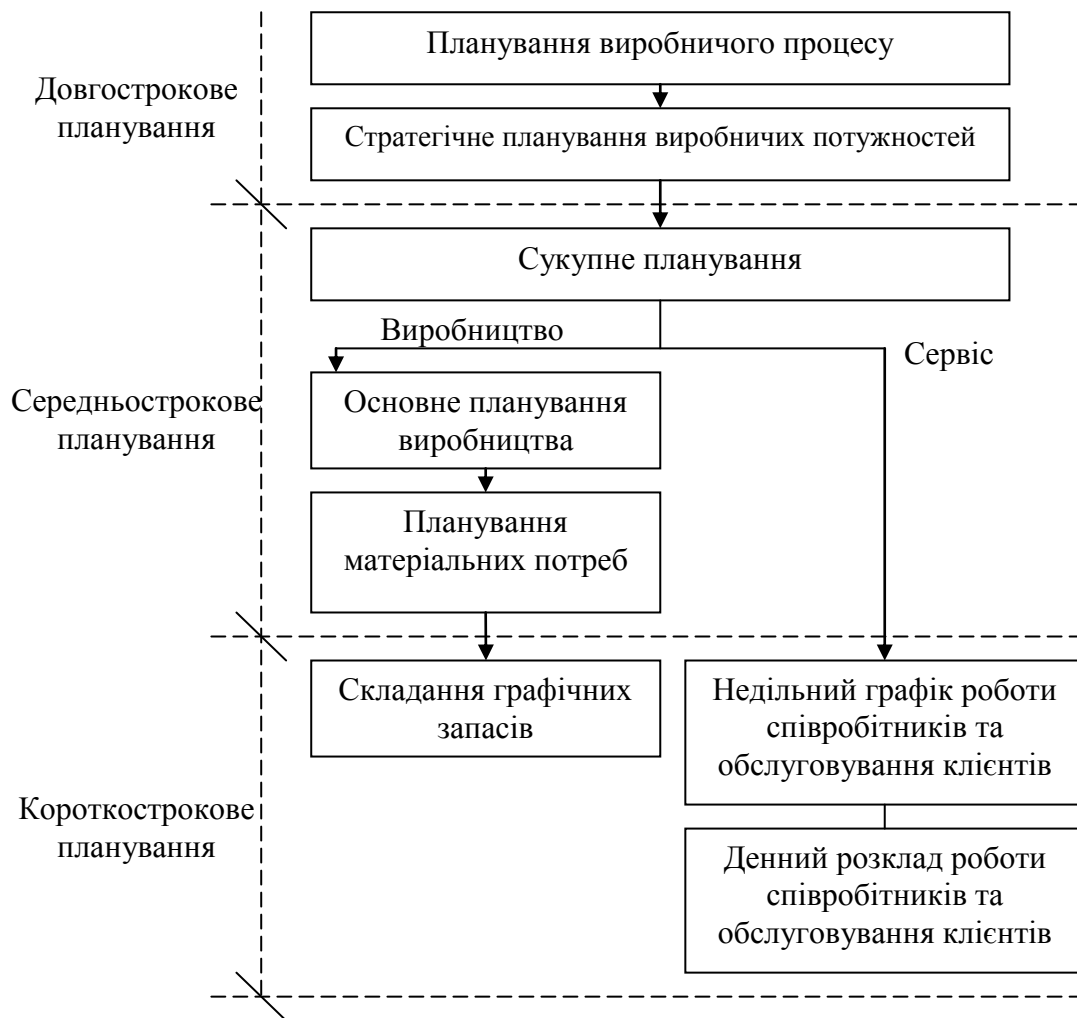 Планування виробничого процесу
Довгострокове
планування
Стратегічне планування виробничих потужностей
Сукупне планування
Виробництво
Сервіс
Середньострокове
планування
Основне планування
виробництва
Планування
матеріальних потреб
Складання графічних
запасів
Недільний графік роботи
співробітників та
обслуговування клієнтів
Короткострокове
планування
Денний розклад роботи
співробітників та
обслуговування клієнтів